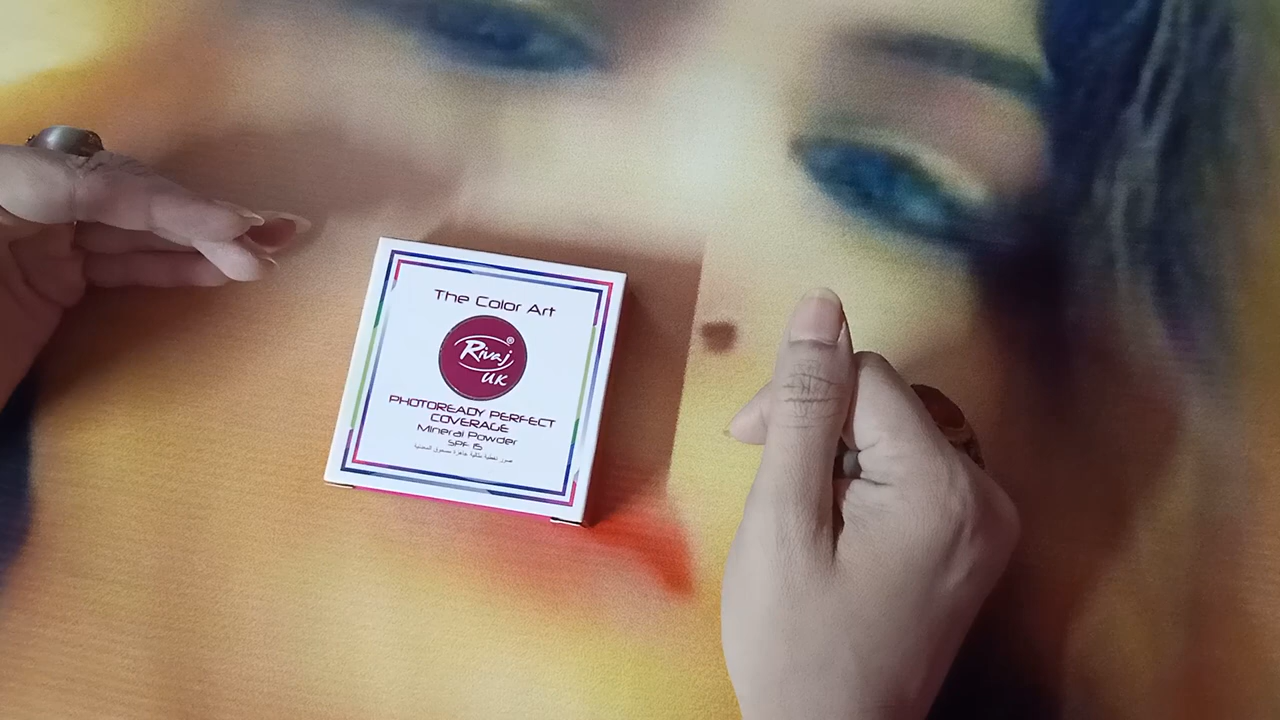 The Color Art
Rivaj®
UK
PHOTOREADY PERFECT
COVERAGE
Mineral Powder
SPF 15